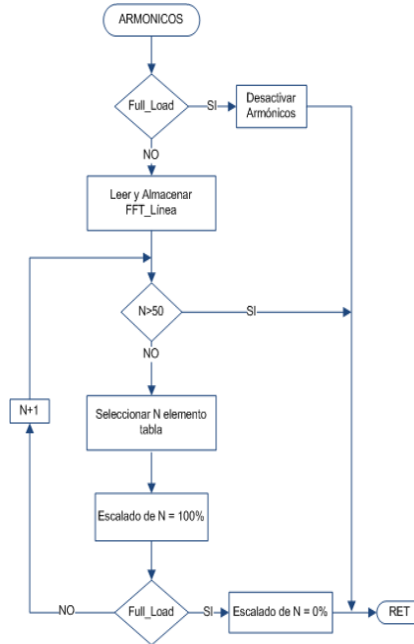 ARMONICOS
Full_Load
SI
Desactivar
Armónicos
NO
Leer y Almacenar
FFT_Línea
N>50
SI
NO
N+1
Seleccionar N elemento
tabla
Escalado de N = 100%
NO
Full_Load
SI
Escalado de N = 0%
RET